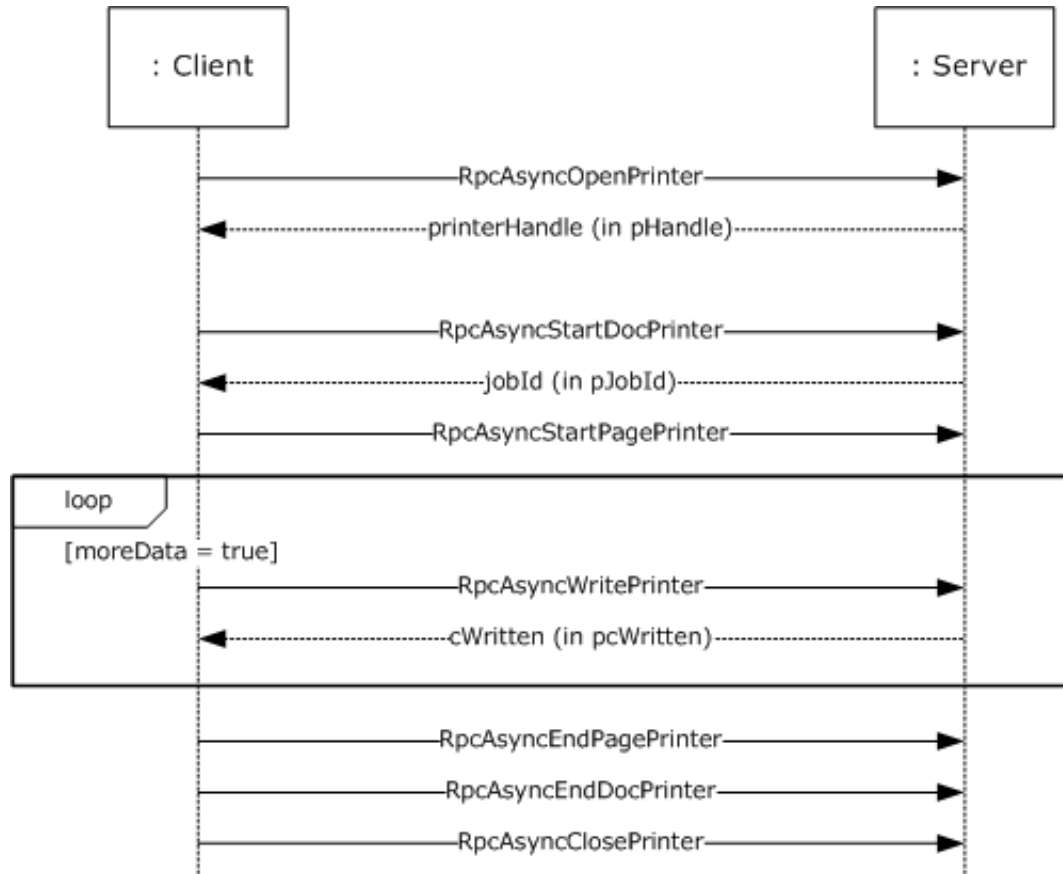 : Client
: Server
RpcAsyncOpenPrinter
printerHandle (in pHandle)
RpcAsyncStartDocPrinter
jobId (in pJobId)
RpcAsyncStartPagePrinter
loop
[moreData = true]
RpcAsyncWritePrinter
cWritten (in pcWritten)
RpcAsyncEndPagePrinter
RpcAsyncEndDocPrinter
RpcAsyncClosePrinter